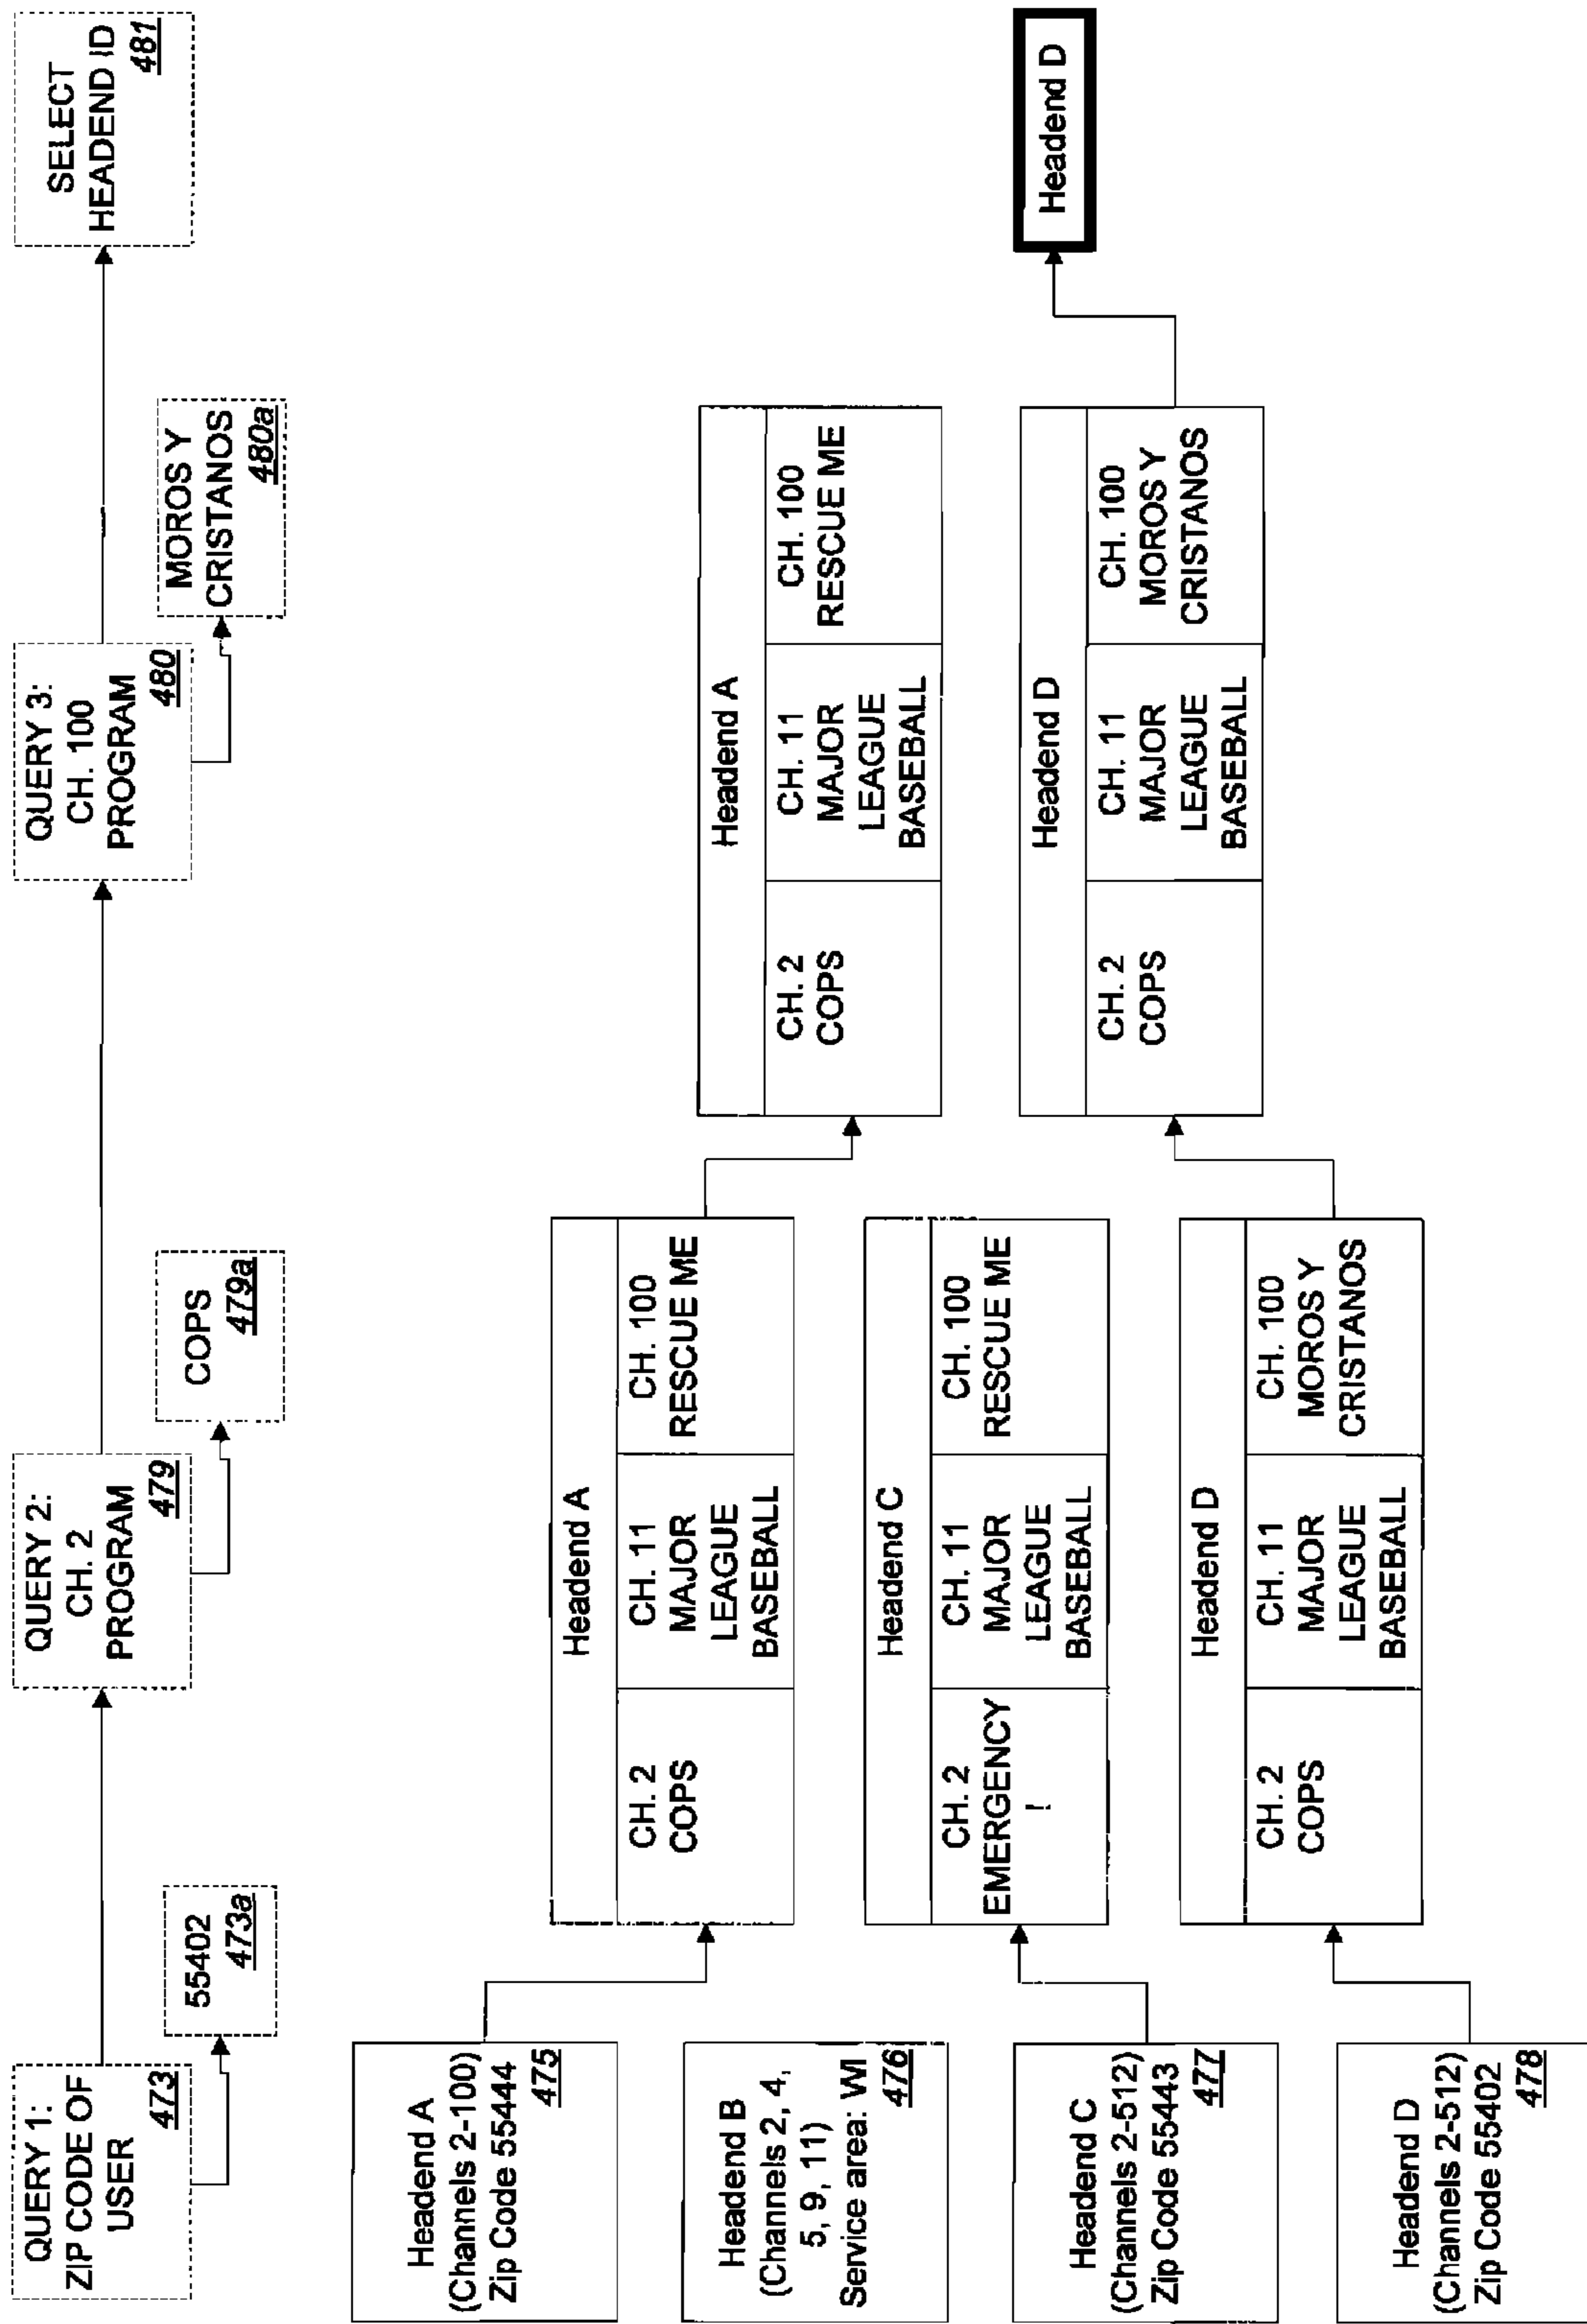 QUERY 1:
ZIP CODE OF
USER
473
55402
473a
QUERY 2:
CH. 2
PROGRAM
479
COPS
479a
QUERY 3:
CH. 100
PROGRAM
480
MOROS Y
CRISTANOS
480a
SELECT
HEADEND ID
481
Headend A
(Channels 2-100)
Zip Code 55444
475
Headend B
(Channels 2, 4,
5, 9, 11)
Service area: WI
476
Headend C
(Channels 2-512)
Zip Code 55443
477
Headend D
(Channels 2-512)
Zip Code 55402
478
Headend A
CH. 2
COPS
CH. 11
MAJOR
LEAGUE
BASEBALL
CH. 100
RESCUE ME
Headend C
CH. 2
EMERGENCY
!
CH. 11
MAJOR
LEAGUE
BASEBALL
CH. 100
RESCUE ME
Headend D
CH. 2
COPS
CH. 11
MAJOR
LEAGUE
BASEBALL
CH. 100
MOROS Y
CRISTANOS
Headend A
CH. 2
COPS
CH. 11
MAJOR
LEAGUE
BASEBALL
CH. 100
RESCUE ME
Headend D
CH. 2
COPS
CH. 11
MAJOR
LEAGUE
BASEBALL
CH. 100
MOROS Y
CRISTANOS
Headend D